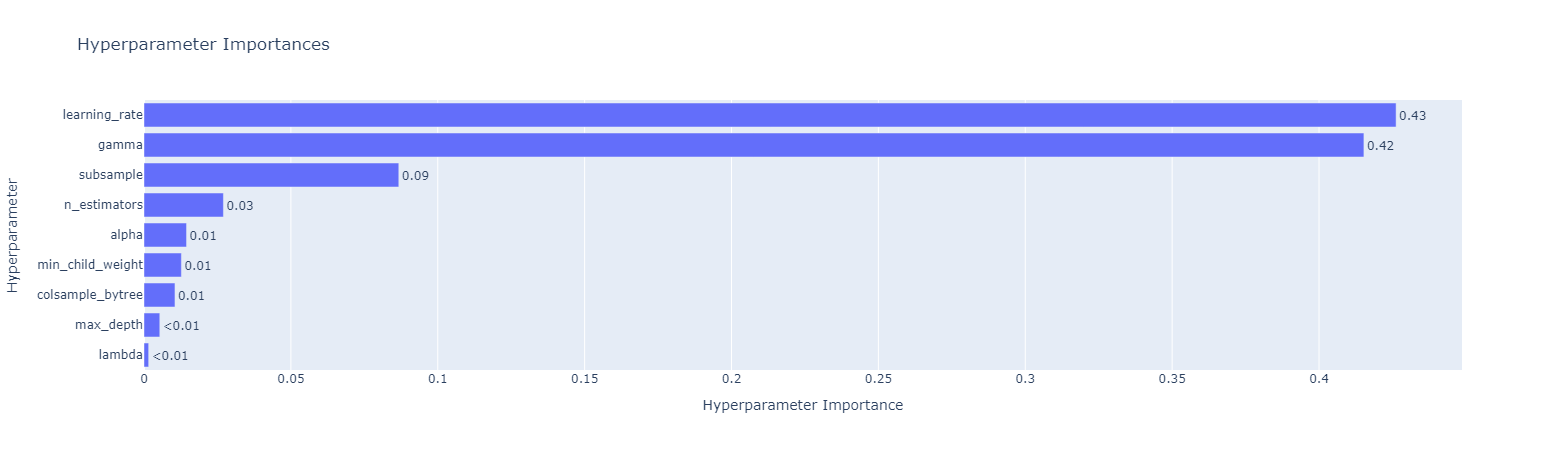 Hyperparameter Importances
Hyperparameter
learning_rate 0.43
gamma 0.42
subsample 0.09
n_estimators 0.03
alpha 0.01
min_child_weight 0.01
colsample_bytree 0.01
max_depth <0.01
lambda <0.01
0 0.05 0.1 0.15 0.2 0.25 0.3 0.35 0.4
Hyperparameter Importance